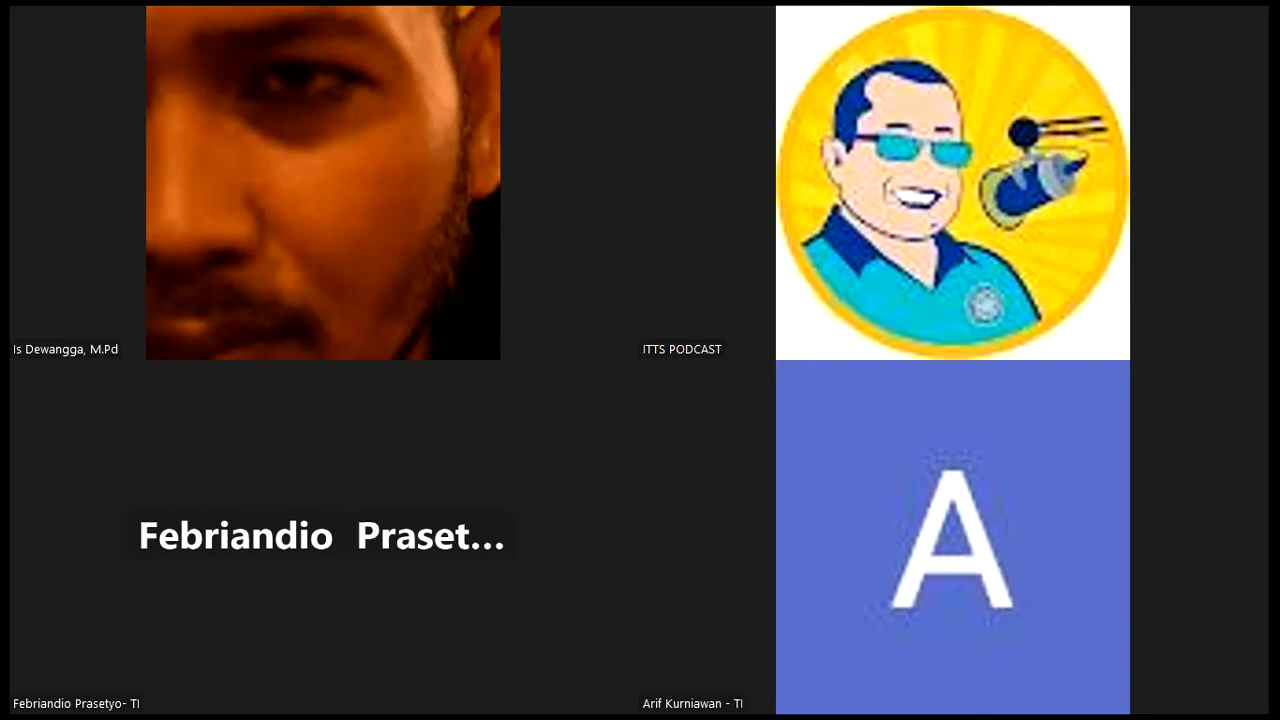 Is Dewangga, M.Pd
ITTS PODCAST
Febriandio Praset...
A
Febriandio Prasetyo- TI
Arif Kurniawan - TI